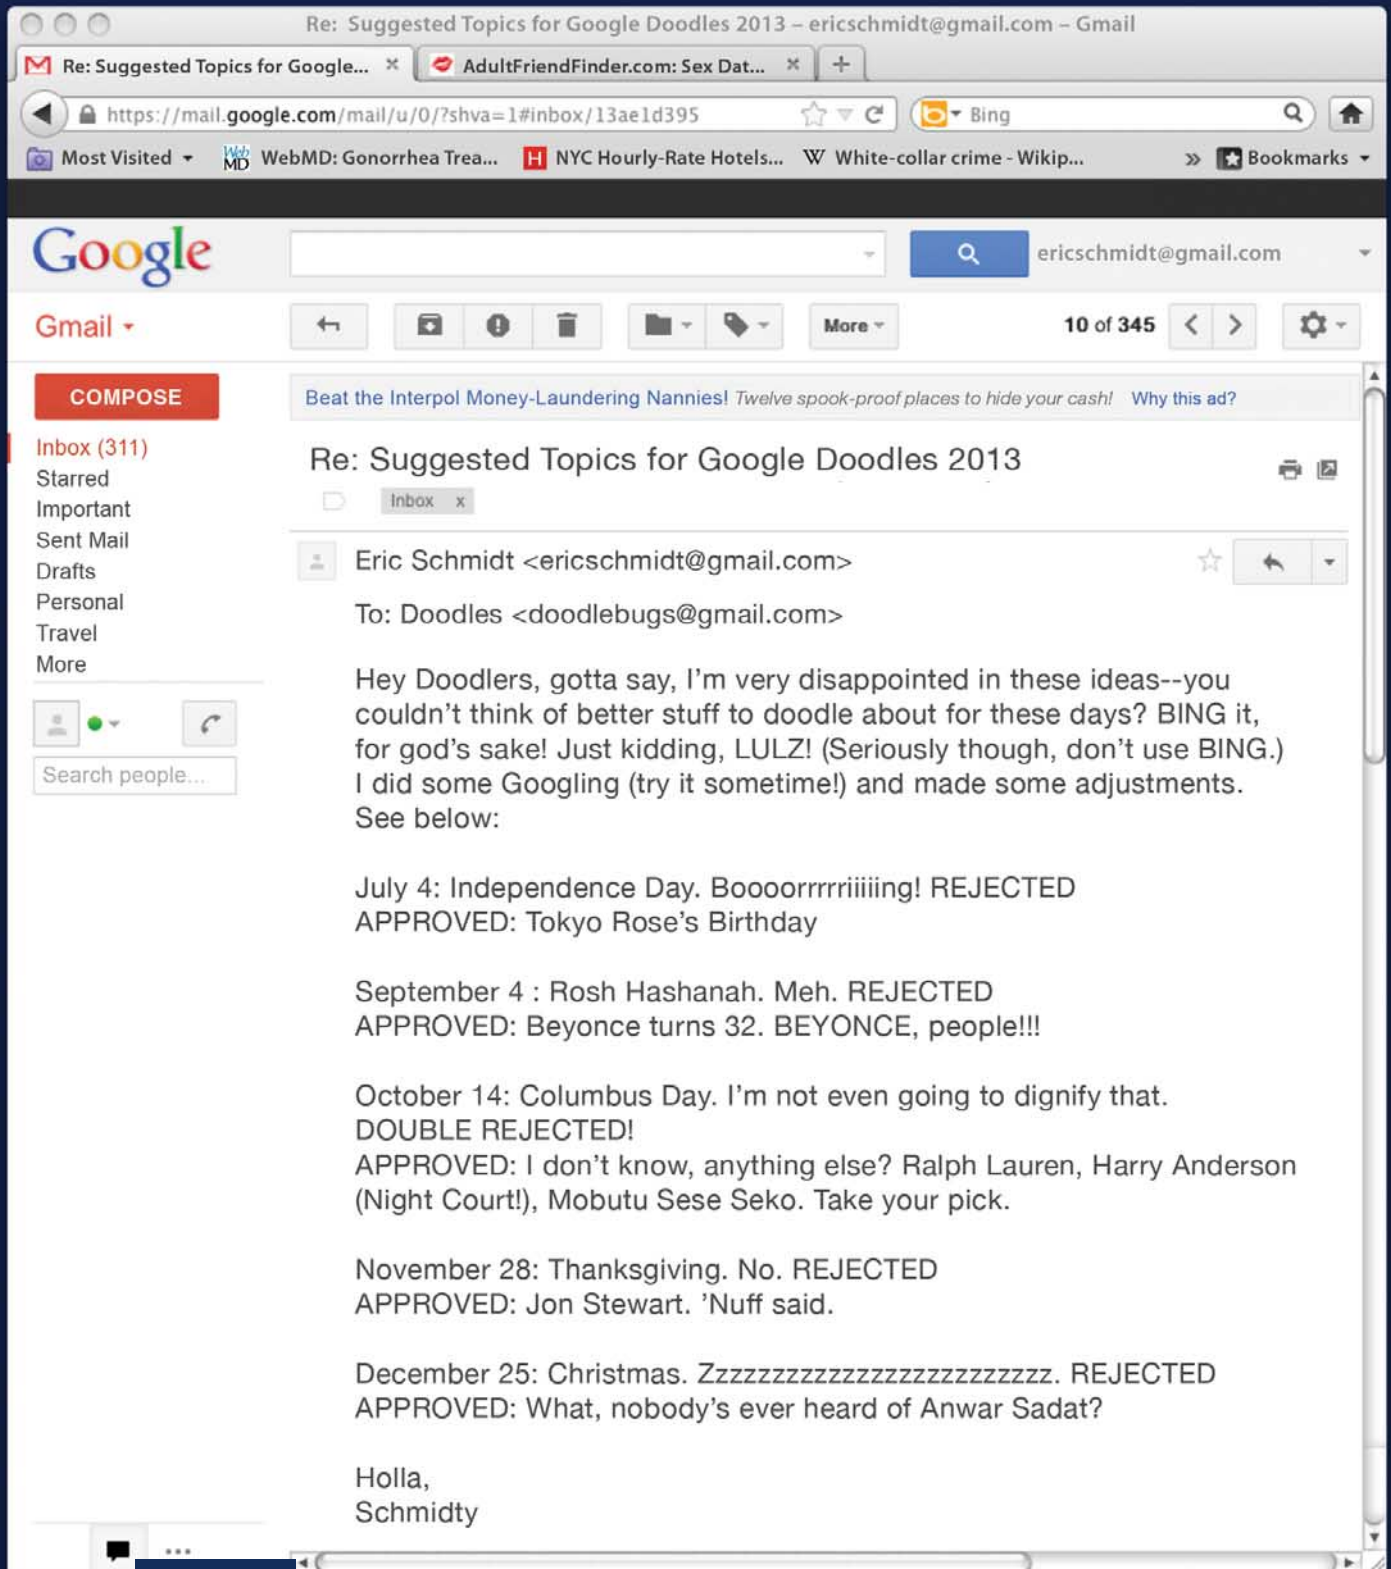 Re: Suggested Topics for Google Doodles 2013 – ericschmidt@gmail.com – Gmail
Re: Suggested Topics for Google... × AdultFriendFinder.com: Sex Dat... × +
https://mail.google.com/mail/u/0/?shva=1#inbox/13ae1d395 Bing
Most Visited WebMD WebMD: Gonorrhea Trea... H NYC Hourly-Rate Hotels... W White-collar crime - Wikip... » Bookmarks
Google ericschmidt@gmail.com
Gmail More 10 of 345
COMPOSE
Beat the Interpol Money-Laundering Nannies! Twelve spook-proof places to hide your cash! Why this ad?
Inbox (311)
Starred
Important
Sent Mail
Drafts
Personal
Travel
More
Search people...
Re: Suggested Topics for Google Doodles 2013
Inbox x
Eric Schmidt <ericschmidt@gmail.com>
To: Doodles <doodlebugs@gmail.com>
Hey Doodlers, gotta say, I'm very disappointed in these ideas--you
couldn't think of better stuff to doodle about for these days? BING it,
for god's sake! Just kidding, LULZ! (Seriously though, don't use BING.)
I did some Googling (try it sometime!) and made some adjustments.
See below:
July 4: Independence Day. Boooorrrrriiiiing! REJECTED
APPROVED: Tokyo Rose's Birthday
September 4 : Rosh Hashanah. Meh. REJECTED
APPROVED: Beyonce turns 32. BEYONCE, people!!!
October 14: Columbus Day. I'm not even going to dignify that.
DOUBLE REJECTED!
APPROVED: I don't know, anything else? Ralph Lauren, Harry Anderson
(Night Court!), Mobutu Sese Seko. Take your pick.
November 28: Thanksgiving. No. REJECTED
APPROVED: Jon Stewart. 'Nuff said.
December 25: Christmas. Zzzzzzzzzzzzzzzzzzzzzzzzz. REJECTED
APPROVED: What, nobody's ever heard of Anwar Sadat?
Holla,
Schmidty